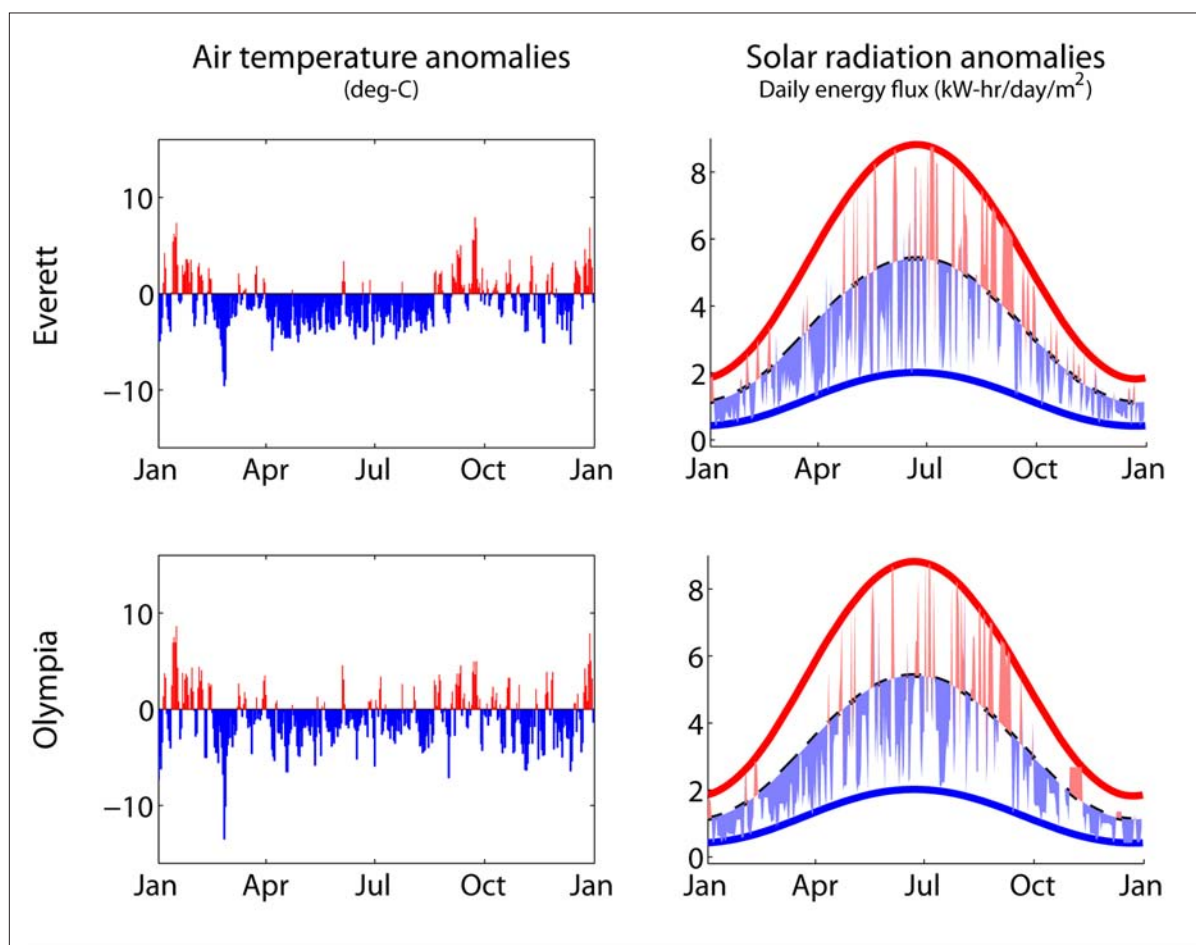 Air temperature anomalies
(deg-C)
Solar radiation anomalies
Daily energy flux (kW-hr/day/m²)
Everett
10
0
−10
Jan Apr Jul Oct Jan
8
6
4
2
0
Jan Apr Jul Oct Jan
Olympia
10
0
−10
Jan Apr Jul Oct Jan
8
6
4
2
0
Jan Apr Jul Oct Jan